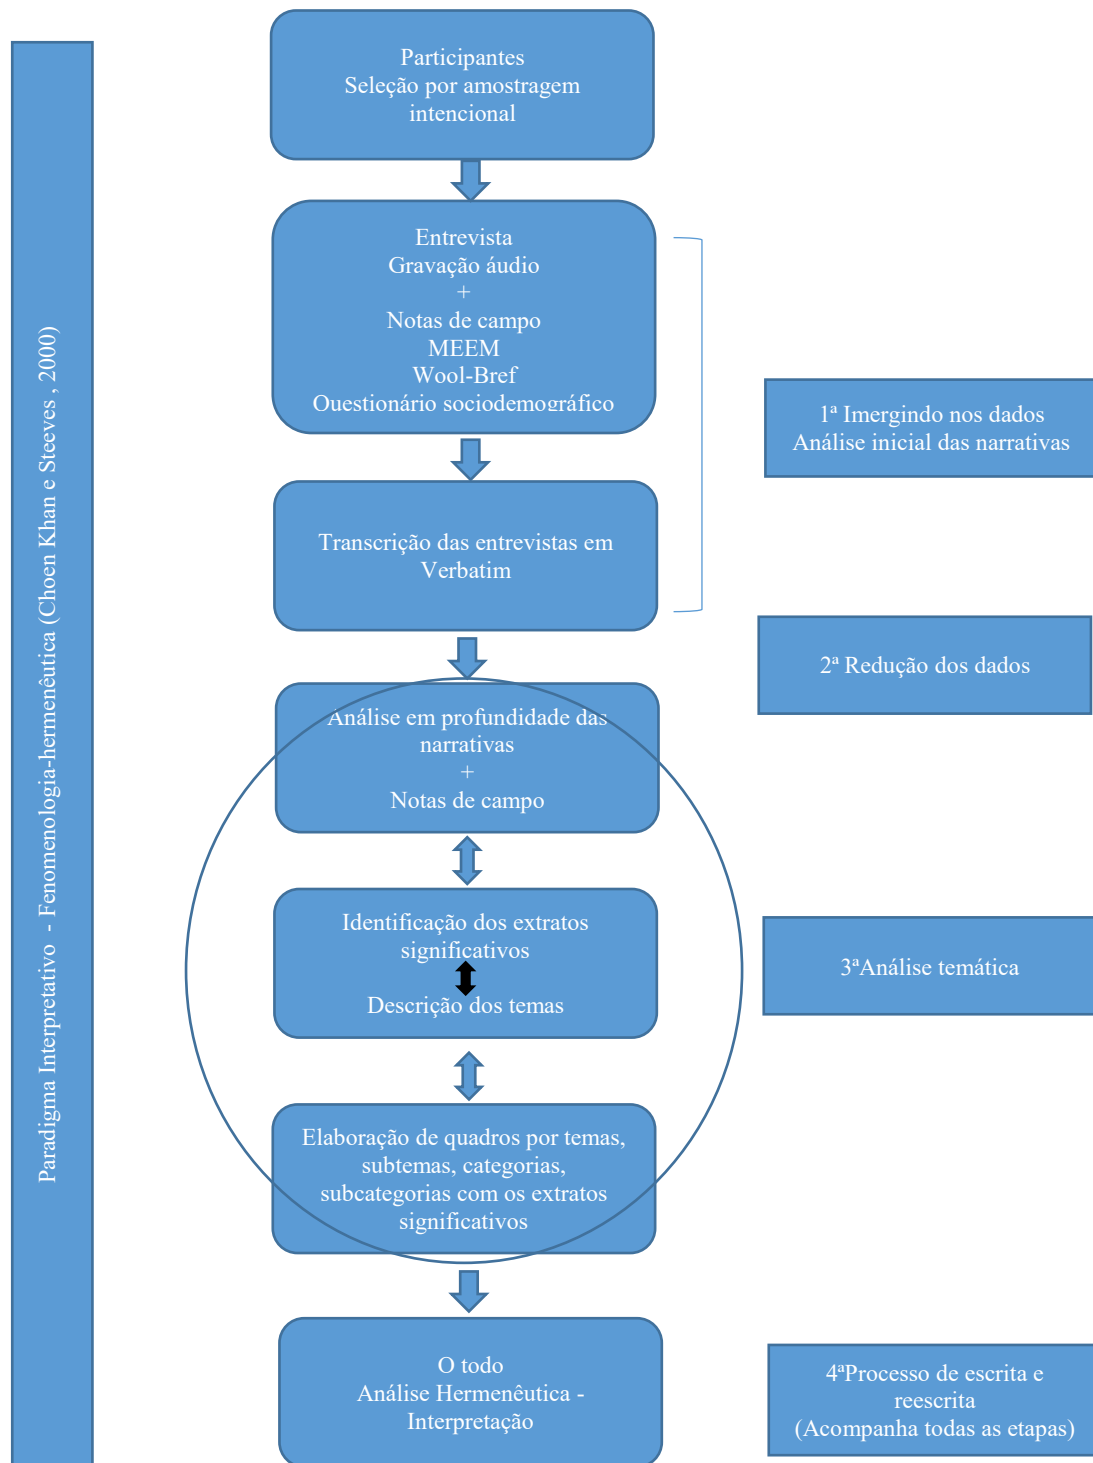 Paradigma Interpretativo - Fenomenologia-hermenêutica (Choen Khan e Steeves , 2000)
Participantes
Seleção por amostragem
intencional
Entrevista
Gravação áudio
+
Notas de campo
MEEM
Wool-Bref
Questionário sociodemográfico
Transcrição das entrevistas em
Verbatim
1ª Imergindo nos dados
Análise inicial das narrativas
2ª Redução dos dados
Análise em profundidade das
narrativas
+
Notas de campo
Identificação dos extratos
significativos
Descrição dos temas
3ªAnálise temática
Elaboração de quadros por temas,
subtemas, categorias,
subcategorias com os extratos
significativos
O todo
Análise Hermenêutica -
Interpretação
4ªProcesso de escrita e
reescrita
(Acompanha todas as etapas)